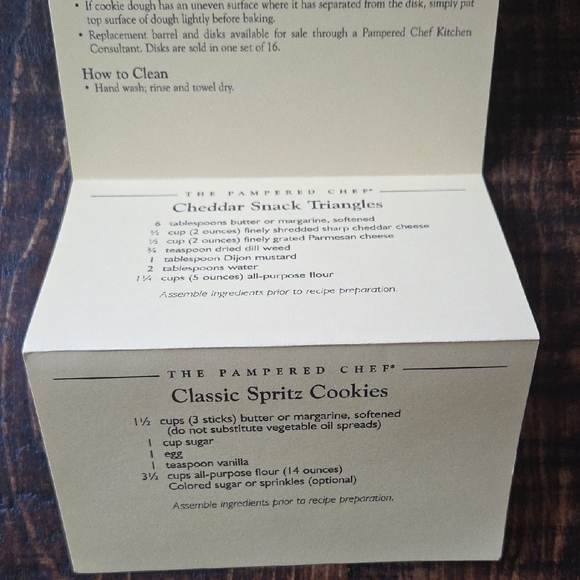 • If cookie dough has an uneven surface where it has separated from the disk, simply pat
top surface of dough lightly before baking.
• Replacement barrel and disks available for sale through a Pampered Chef Kitchen
Consultant. Disks are sold in one set of 16.
How to Clean
• Hand wash; rinse and towel dry.
THE PAMPERED CHEF®
Cheddar Snack Triangles
6 tablespoons butter or margarine, softened
½ cup (2 ounces) finely shredded sharp cheddar cheese
½ cup (2 ounces) finely grated Parmesan cheese
¾ teaspoon dried dill weed
1 tablespoon Dijon mustard
2 tablespoons water
1¼ cups (5 ounces) all-purpose flour
Assemble ingredients prior to recipe preparation.
THE PAMPERED CHEF®
Classic Spritz Cookies
1½ cups (3 sticks) butter or margarine, softened
(do not substitute vegetable oil spreads)
1 cup sugar
1 egg
1 teaspoon vanilla
3½ cups all-purpose flour (14 ounces)
Colored sugar or sprinkles (optional)
Assemble ingredients prior to recipe preparation.